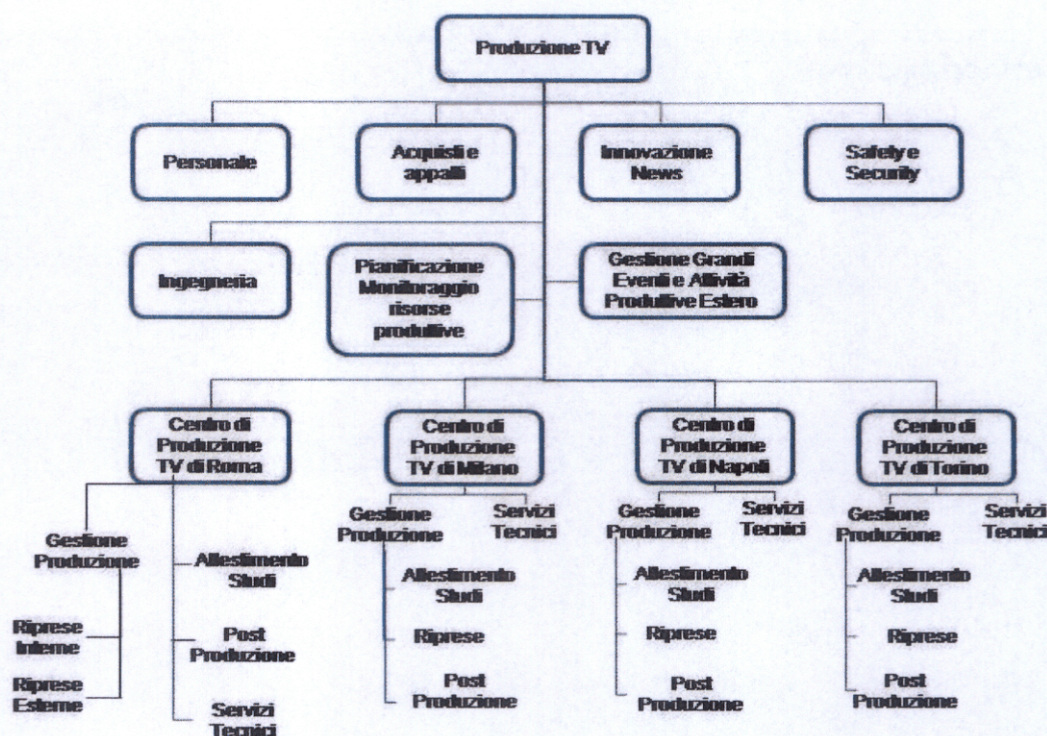 Produzione TV
Personale
Acquisti e
appalti
Innovazione
News
Safety e
Security
Ingegneria
Pianificazione
Monitoraggio
risorse
produttive
Gestione Grandi
Eventi e Attività
Produttive Estero
Centro di
Produzione
TV di Roma
Centro di
Produzione
TV di Milano
Centro di
Produzione
TV di Napoli
Centro di
Produzione
TV di Torino
Gestione
Produzione
Riprese
Interne
Riprese
Esterne
Allestimento
Studi
Post
Produzione
Servizi
Tecnici
Gestione
Produzione
Servizi
Tecnici
Allestimento
Studi
Riprese
Post
Produzione
Gestione
Produzione
Servizi
Tecnici
Allestimento
Studi
Riprese
Post
Produzione
Gestione
Produzione
Servizi
Tecnici
Allestimento
Studi
Riprese
Post
Produzione